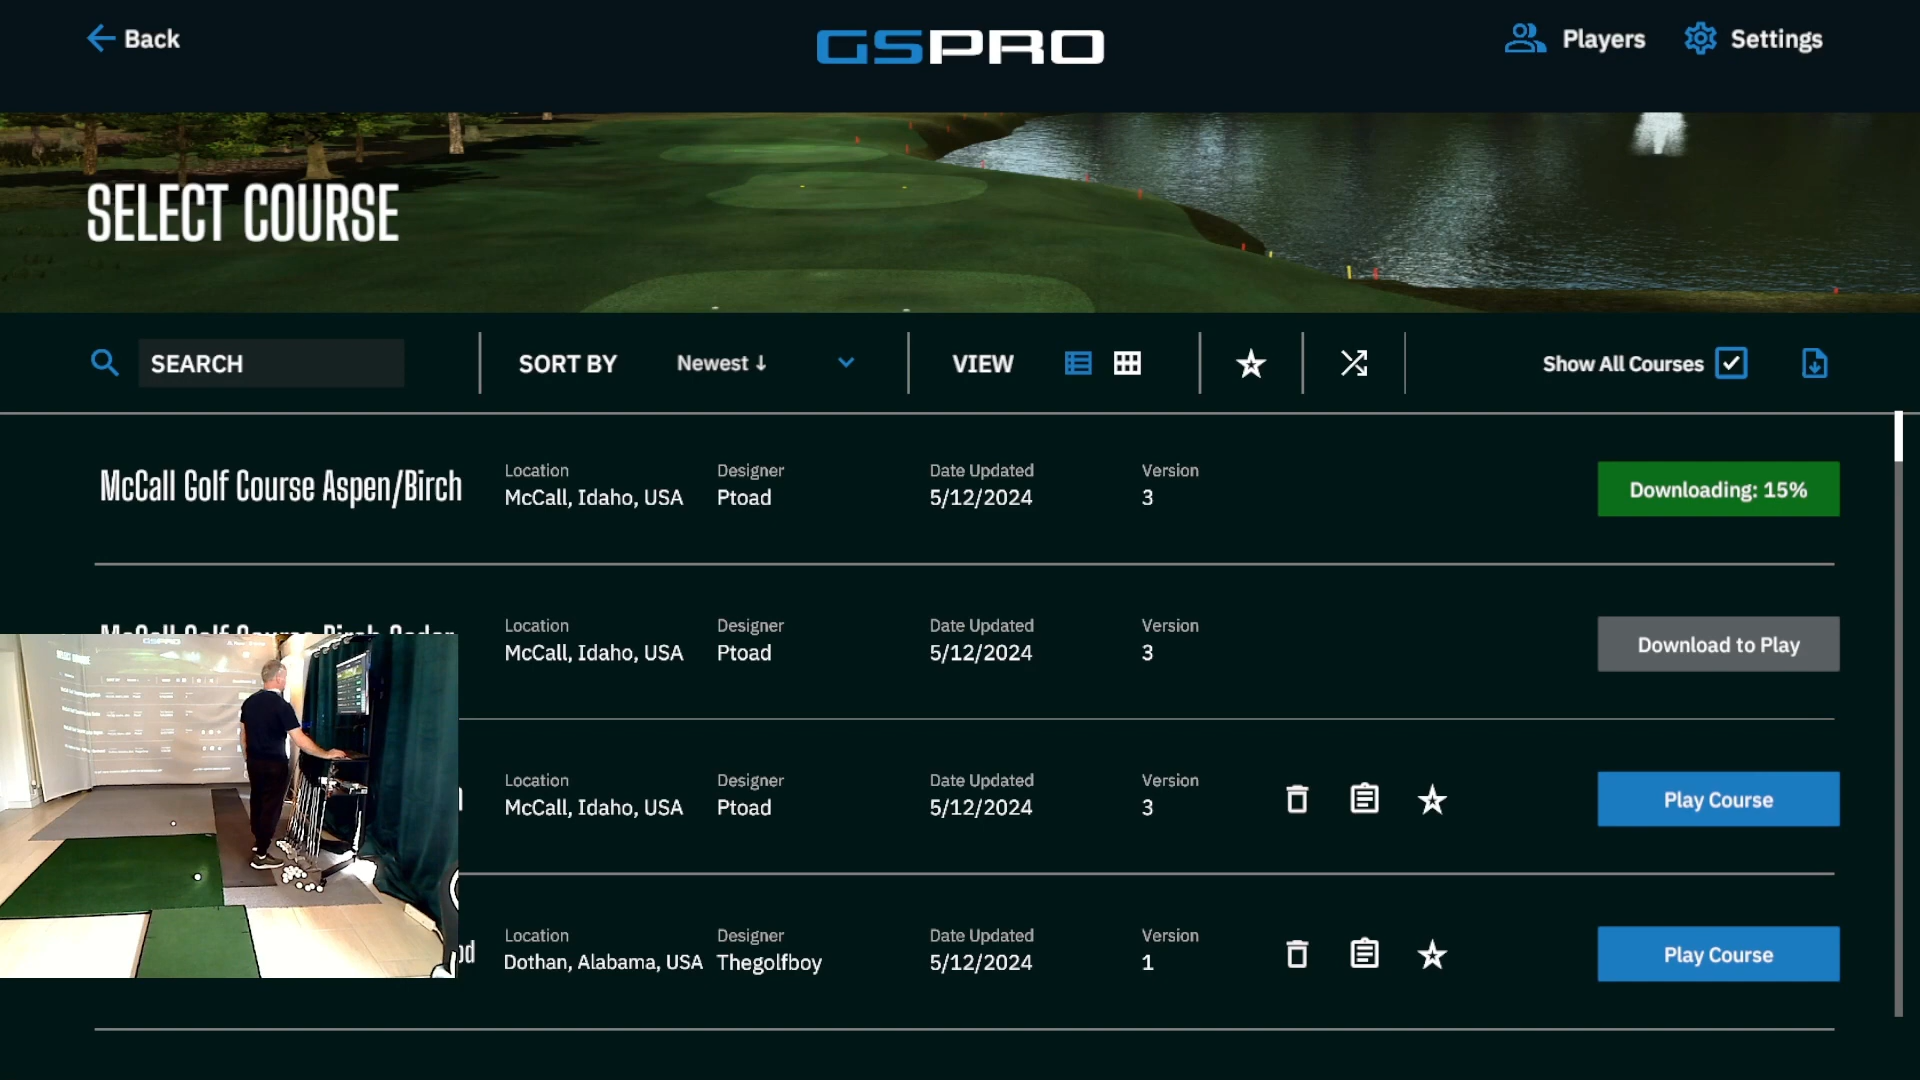 Back
GSPRO
Players
Settings
SELECT COURSE
SEARCH
SORT BY
Newest ↓
VIEW
Show All Courses
McCall Golf Course Aspen/Birch
Location
McCall, Idaho, USA
Designer
Ptoad
Date Updated
5/12/2024
Version
3
Downloading: 15%
Location
McCall, Idaho, USA
Designer
Ptoad
Date Updated
5/12/2024
Version
3
Download to Play
Location
McCall, Idaho, USA
Designer
Ptoad
Date Updated
5/12/2024
Version
3
Play Course
Location
Dothan, Alabama, USA
Designer
Thegolfboy
Date Updated
5/12/2024
Version
1
Play Course